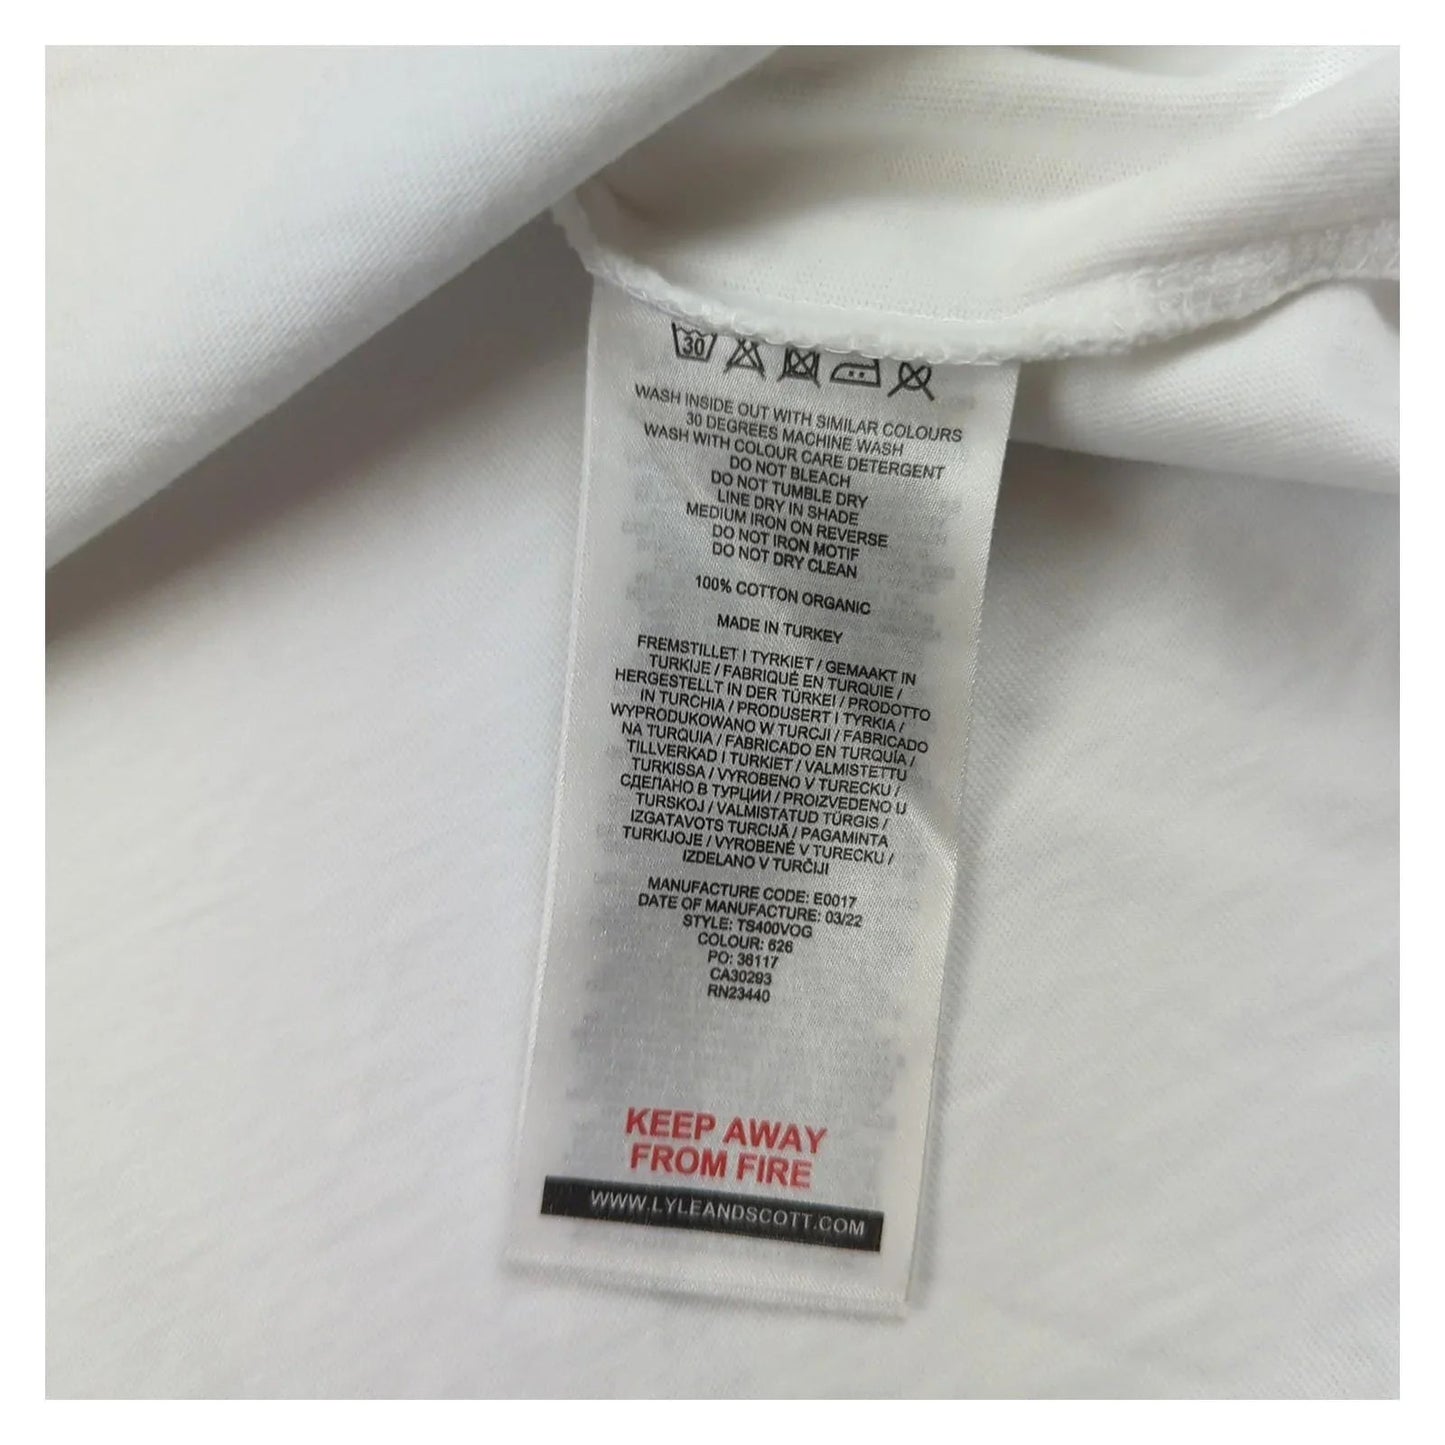 30
WASH INSIDE OUT WITH SIMILAR COLOURS
30 DEGREES MACHINE WASH
WASH WITH COLOUR CARE DETERGENT
DO NOT BLEACH
DO NOT TUMBLE DRY
LINE DRY IN SHADE
MEDIUM IRON ON REVERSE
DO NOT IRON MOTIF
DO NOT DRY CLEAN
100% COTTON ORGANIC
MADE IN TURKEY
FREMSTILLET I TYRKIET / GEMAAKT IN
TURKIJE / FABRIQUÉ EN TURQUIE /
HERGESTELLT IN DER TÜRKEI / PRODOTTO
IN TURCHIA / PRODUSERT I TYRKIA /
WYPRODUKOWANO W TURCJI / FABRICADO
NA TURQUIA / FABRICADO EN TURQUÍA /
TILLVERKAD I TURKIET / VALMISTETTU
TURKISSA / VYROBENO V TURECKU /
СДЕЛАНО В ТУРЦИИ / PROIZVEDENO U
TURSKOJ / VALMISTATUD TÜRGIS /
IZGATAVOTS TURCIJĀ / PAGAMINTA
TURKIJOJE / VYROBENÉ V TURECKU /
IZDELANO V TURČIJI
MANUFACTURE CODE: E0017
DATE OF MANUFACTURE: 03/22
STYLE: TS400VOG
COLOUR: 626
PO: 36117
CA30293
RN23440
KEEP AWAY
FROM FIRE
WWW.LYLEANDSCOTT.COM